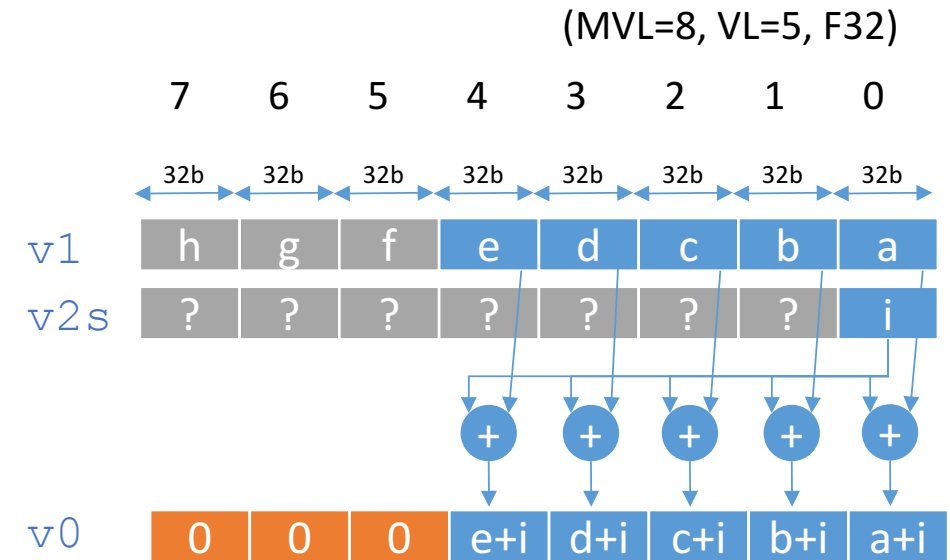 (MVL=8, VL=5, F32)
7 6 5 4 3 2 1 0
32b 32b 32b 32b 32b 32b 32b 32b
v1 h g f e d c b a
v2s ? ? ? ? ? ? ? i
+ + + + +
v0 0 0 0 e+i d+i c+i b+i a+i